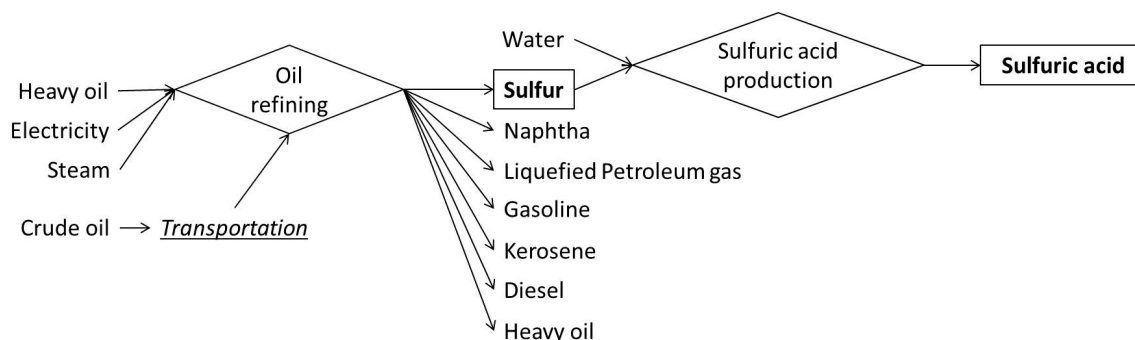 Heavy oil
Electricity
Steam
Crude oil
Transportation
Oil
refining
Water
Sulfur
Naphtha
Liquefied Petroleum gas
Gasoline
Kerosene
Diesel
Heavy oil
Sulfuric acid
production
Sulfuric acid